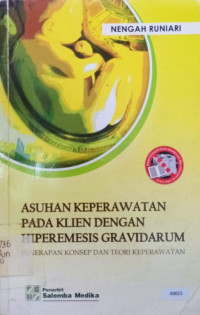 NENGAH RUNIARI
ASUHAN KEPERAWATAN
PADA KLIEN DENGAN
HIPEREMESIS GRAVIDARUM
PENERAPAN KONSEP DAN TEORI KEPERAWATAN
Penerbit
Salemba Medika